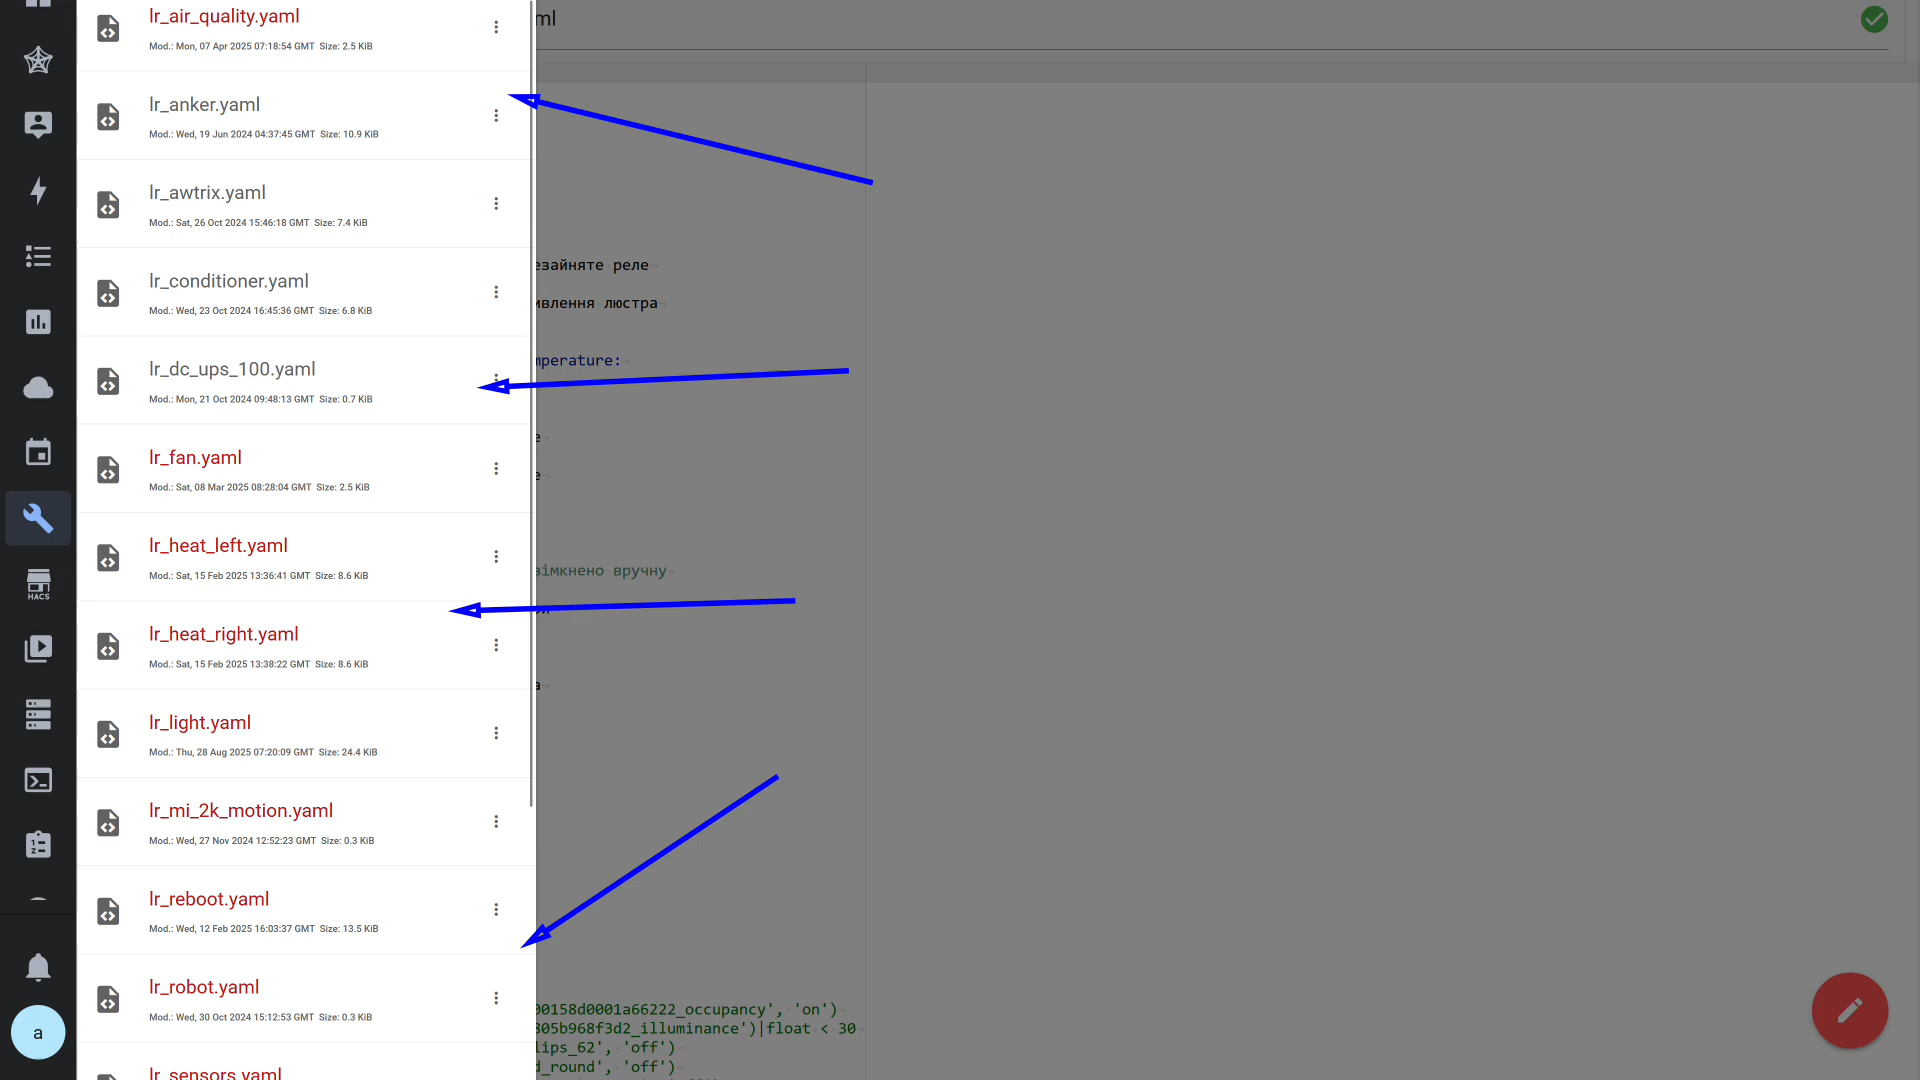 lr_air_quality.yaml
ml
Mod.: Mon, 07 Apr 2025 07:18:54 GMT Size: 2.5 KiB
lr_anker.yaml
Mod.: Wed, 19 Jun 2024 04:37:45 GMT Size: 10.9 KiB
lr_awtrix.yaml
Mod.: Sat, 26 Oct 2024 15:46:18 GMT Size: 7.4 KiB
езайняте реле
lr_conditioner.yaml
ивлення люстра
Mod.: Wed, 23 Oct 2024 16:45:36 GMT Size: 6.8 KiB
mperature:
lr_dc_ups_100.yaml
Mod.: Mon, 21 Oct 2024 09:48:13 GMT Size: 0.7 KiB
е
lr_fan.yaml
е
Mod.: Sat, 08 Mar 2025 08:28:04 GMT Size: 2.5 KiB
lr_heat_left.yaml
вімкнено вручну
Mod.: Sat, 15 Feb 2025 13:36:41 GMT Size: 8.6 KiB
HACS
lr_heat_right.yaml
Mod.: Sat, 15 Feb 2025 13:38:22 GMT Size: 8.6 KiB
а
lr_light.yaml
Mod.: Thu, 28 Aug 2025 07:20:09 GMT Size: 24.4 KiB
lr_mi_2k_motion.yaml
Mod.: Wed, 27 Nov 2024 12:52:23 GMT Size: 0.3 KiB
lr_reboot.yaml
Mod.: Wed, 12 Feb 2025 16:03:37 GMT Size: 13.5 KiB
lr_robot.yaml
00158d0001a66222_occupancy', 'on')
Mod.: Wed, 30 Oct 2024 15:12:53 GMT Size: 0.3 KiB
805b968f3d2_illuminance')|float < 30
a
lips_62', 'off')
d_round', 'off')
lr_sensors.yaml